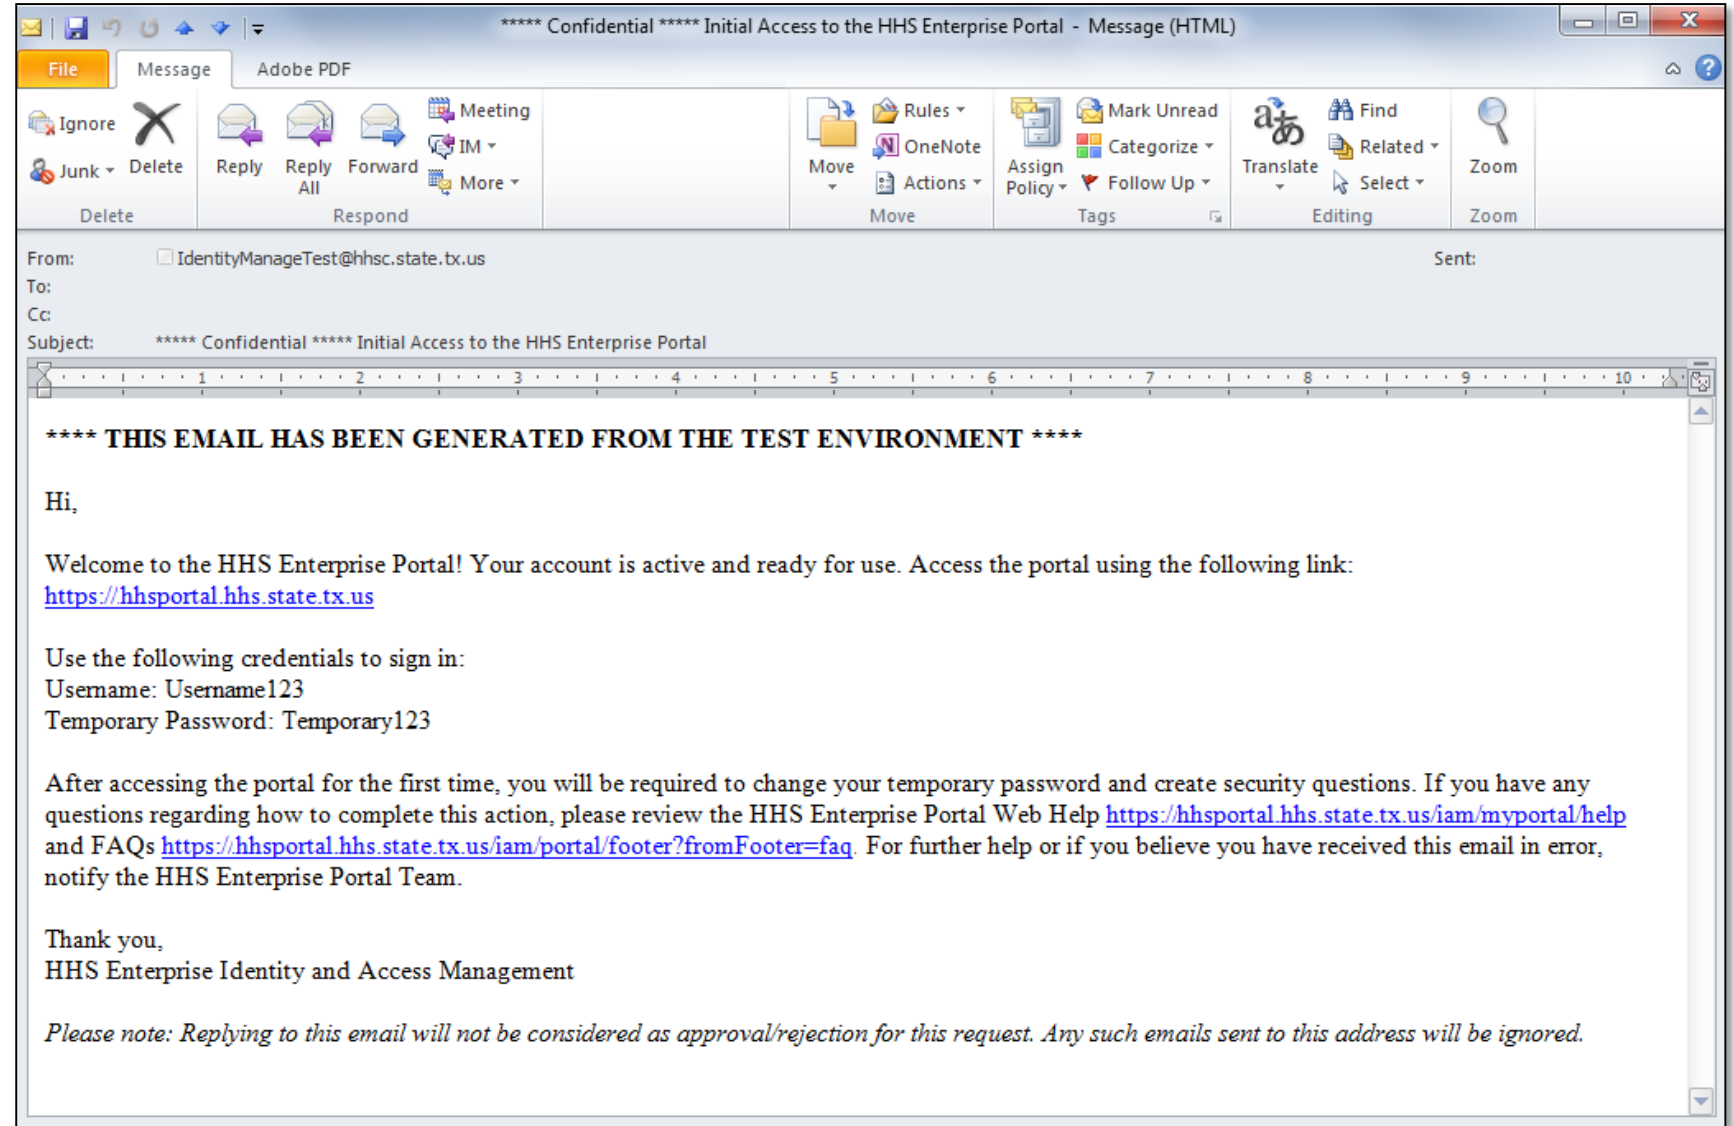 ***** Confidential ***** Initial Access to the HHS Enterprise Portal - Message (HTML)
File Message Adobe PDF
Ignore
Junk
Delete
Reply
Reply All
Forward
Meeting
IM
More
Move
Rules
OneNote
Actions
Assign Policy
Mark Unread
Categorize
Follow Up
Translate
Find
Related
Select
Zoom
Delete Respond Move Tags Editing Zoom
From: IdentityManageTest@hhsc.state.tx.us Sent:
To:
Cc:
Subject: ***** Confidential ***** Initial Access to the HHS Enterprise Portal
1 2 3 4 5 6 7 8 9 10
**** THIS EMAIL HAS BEEN GENERATED FROM THE TEST ENVIRONMENT ****
Hi,
Welcome to the HHS Enterprise Portal! Your account is active and ready for use. Access the portal using the following link:
https://hhsportal.hhs.state.tx.us
Use the following credentials to sign in:
Username: Username123
Temporary Password: Temporary123
After accessing the portal for the first time, you will be required to change your temporary password and create security questions. If you have any
questions regarding how to complete this action, please review the HHS Enterprise Portal Web Help https://hhsportal.hhs.state.tx.us/iam/myportal/help
and FAQs https://hhsportal.hhs.state.tx.us/iam/portal/footer?fromFooter=faq. For further help or if you believe you have received this email in error,
notify the HHS Enterprise Portal Team.
Thank you,
HHS Enterprise Identity and Access Management
Please note: Replying to this email will not be considered as approval/rejection for this request. Any such emails sent to this address will be ignored.